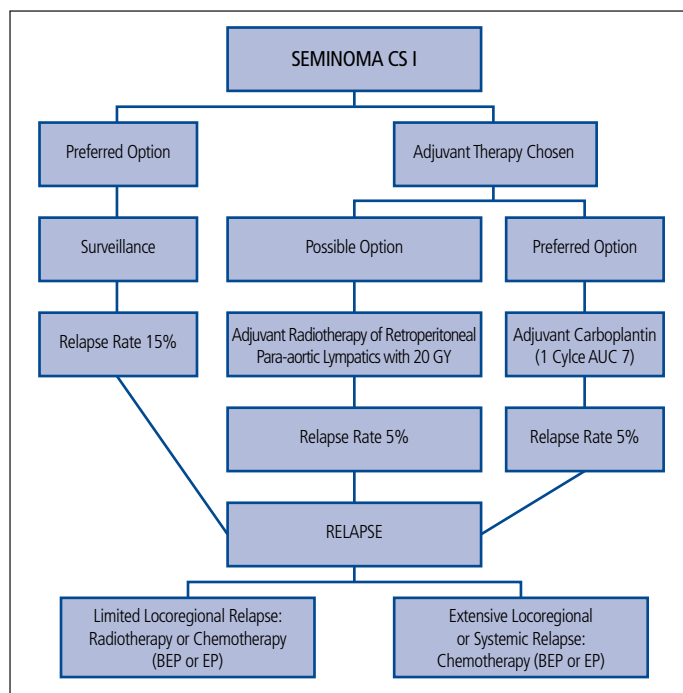 SEMINOMA CS I
Preferred Option
Adjuvant Therapy Chosen
Surveillance
Possible Option
Preferred Option
Relapse Rate 15%
Adjuvant Radiotherapy of Retroperitoneal
Para-aortic Lympatics with 20 GY
Adjuvant Carboplantin
(1 Cylce AUC 7)
Relapse Rate 5%
Relapse Rate 5%
RELAPSE
Limited Locoregional Relapse:
Radiotherapy or Chemotherapy
(BEP or EP)
Extensive Locoregional
or Systemic Relapse:
Chemotherapy (BEP or EP)